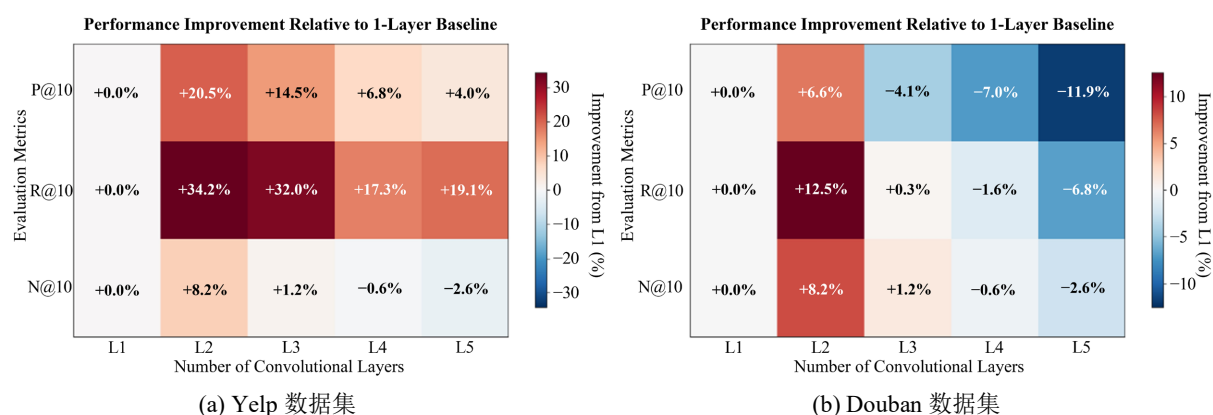 Performance Improvement Relative to 1-Layer Baseline
Evaluation Metrics
P@10 +0.0% +20.5% +14.5% +6.8% +4.0%
R@10 +0.0% +34.2% +32.0% +17.3% +19.1%
N@10 +0.0% +8.2% +1.2% −0.6% −2.6%
L1 L2 L3 L4 L5
Number of Convolutional Layers
30
20
10
0
−10
−20
−30
Improvement from L1 (%)
(a) Yelp 数据集
Performance Improvement Relative to 1-Layer Baseline
Evaluation Metrics
P@10 +0.0% +6.6% −4.1% −7.0% −11.9%
R@10 +0.0% +12.5% +0.3% −1.6% −6.8%
N@10 +0.0% +8.2% +1.2% −0.6% −2.6%
L1 L2 L3 L4 L5
Number of Convolutional Layers
10
5
0
−5
−10
Improvement from L1 (%)
(b) Douban 数据集